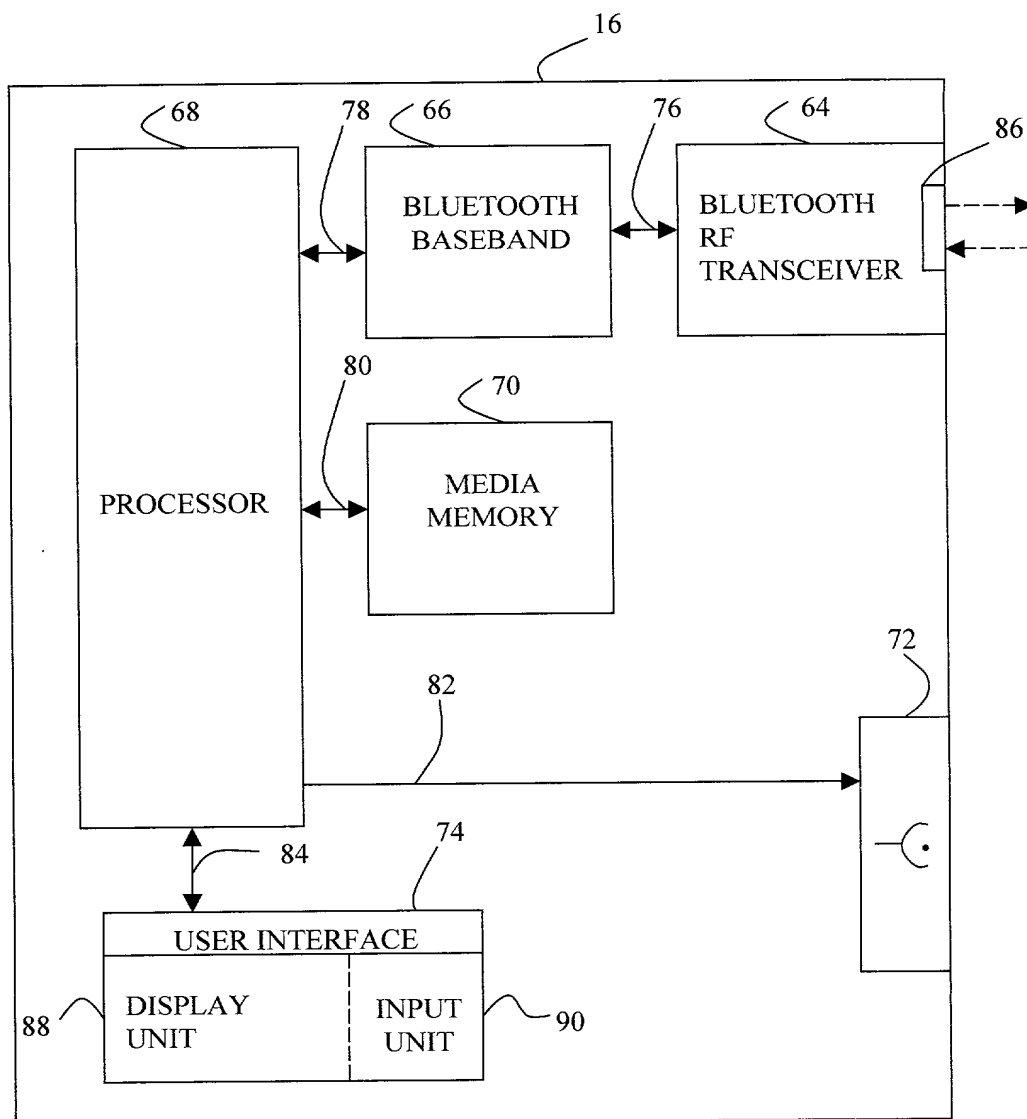 16
68
78
66
76
64
86
BLUETOOTH
BASEBAND
BLUETOOTH
RF
TRANSCEIVER
80
70
PROCESSOR
MEDIA
MEMORY
72
82
84
74
USER INTERFACE
88
DISPLAY
UNIT
INPUT
UNIT
90